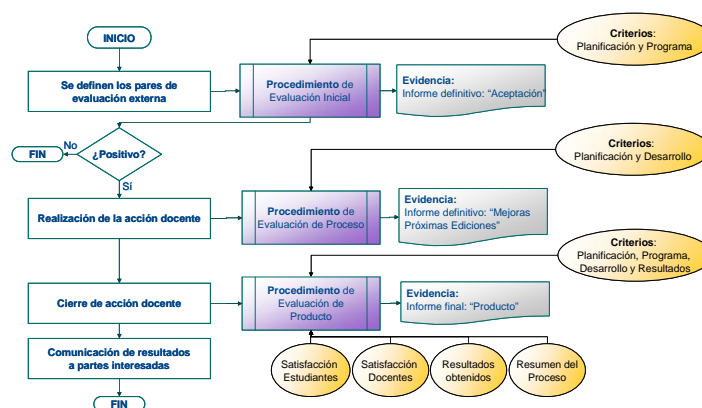 INICIO
Criterios:
Planificación y Programa
Se definen los pares de
evaluación externa
Procedimiento de
Evaluación Inicial
Evidencia:
Informe definitivo: “Aceptación”
No
¿Positivo?
FIN
Sí
Criterios:
Planificación y Desarrollo
Realización de la acción docente
Procedimiento de
Evaluación de Proceso
Evidencia:
Informe definitivo: “Mejoras
Próximas Ediciones”
Criterios:
Planificación, Programa,
Desarrollo y Resultados
Cierre de acción docente
Procedimiento de
Evaluación de
Producto
Evidencia:
Informe final: “Producto”
Comunicación de resultados
a partes interesadas
Satisfacción
Estudiantes
Satisfacción
Docentes
Resultados
obtenidos
Resumen del
Proceso
FIN